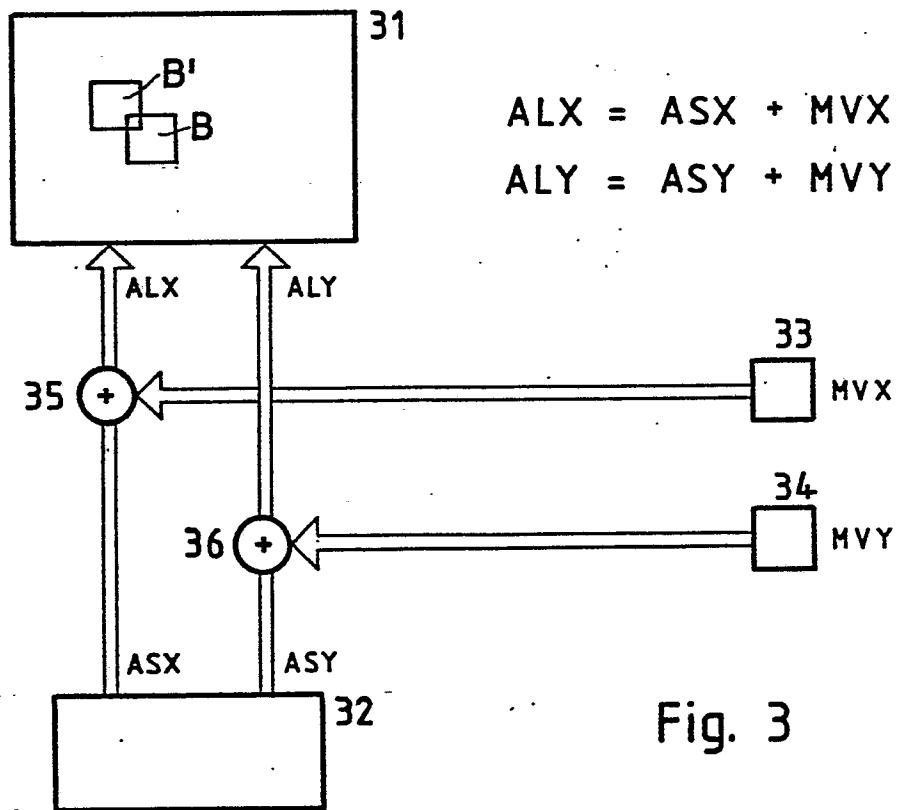 31
B'
B
ALX = ASX + MVX
ALY = ASY + MVY
ALX
ALY
33
35
+
MVX
34
36
+
MVY
ASX
ASY
32
Fig. 3